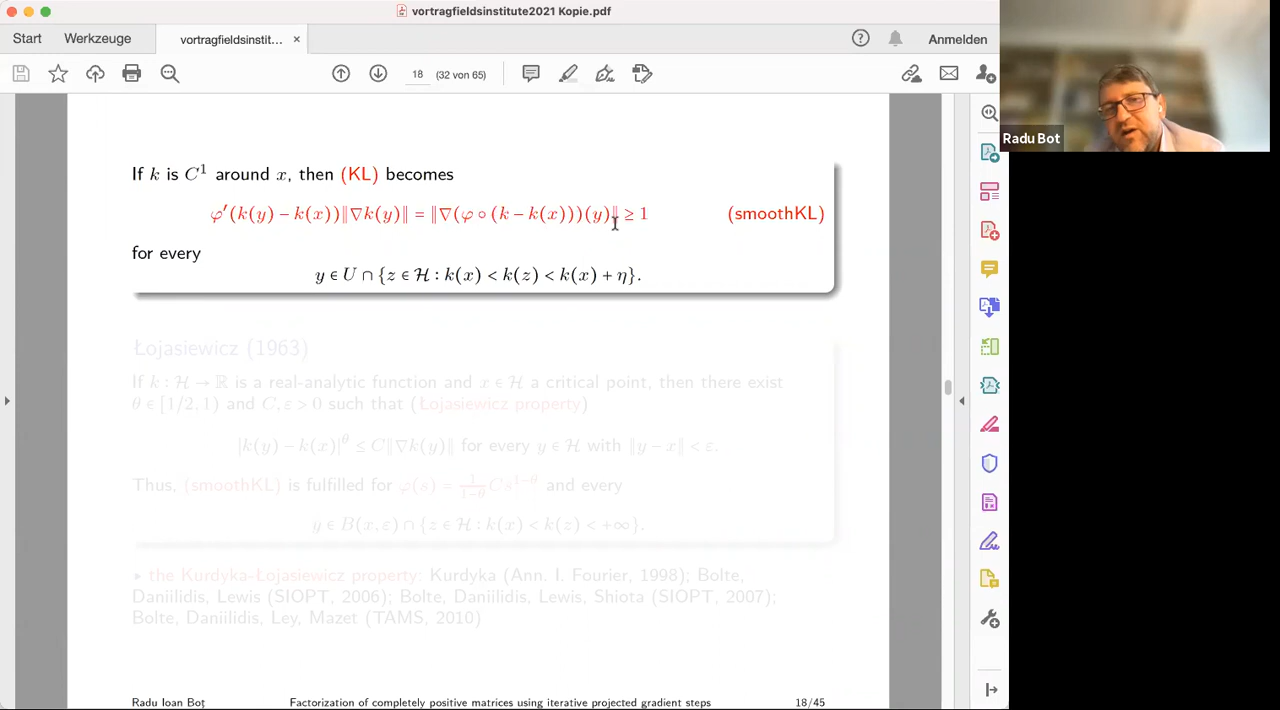 vortragfieldsinstitute2021 Kopie.pdf
Start Werkzeuge vortragfieldsinstit... × Anmelden
18 (32 von 65)
Radu Bot
If k is C¹ around x, then (KL) becomes
φ′(k(y) − k(x))‖∇k(y)‖ = ‖∇(φ ∘ (k − k(x)))(y)‖ ≥ 1 (smoothKL)
for every
y ∈ U ∩ {z ∈ ℋ : k(x) < k(z) < k(x) + η}.
Łojasiewicz (1963)
If k : ℋ → ℝ is a real-analytic function and x ∈ ℋ a critical point, then there exist
θ ∈ [1/2, 1) and C, ε > 0 such that (Łojasiewicz property)
|k(y) − k(x)|^θ ≤ C‖∇k(y)‖ for every y ∈ ℋ with ‖y − x‖ < ε.
Thus, (smoothKL) is fulfilled for φ(s) = 1/(1−θ) Cs^(1−θ) and every
y ∈ B(x, ε) ∩ {z ∈ ℋ : k(x) < k(z) < +∞}.
▸ the Kurdyka-Łojasiewicz property: Kurdyka (Ann. I. Fourier, 1998); Bolte,
Daniilidis, Lewis (SIOPT, 2006); Bolte, Daniilidis, Lewis, Shiota (SIOPT, 2007);
Bolte, Daniilidis, Ley, Mazet (TAMS, 2010)
Radu Ioan Boţ Factorization of completely positive matrices using iterative projected gradient steps 18/45